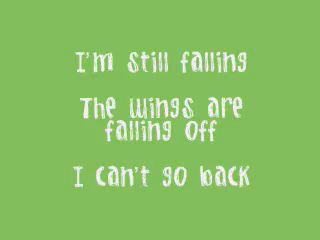 I'm still falling
The wings are
falling off
I can't go back